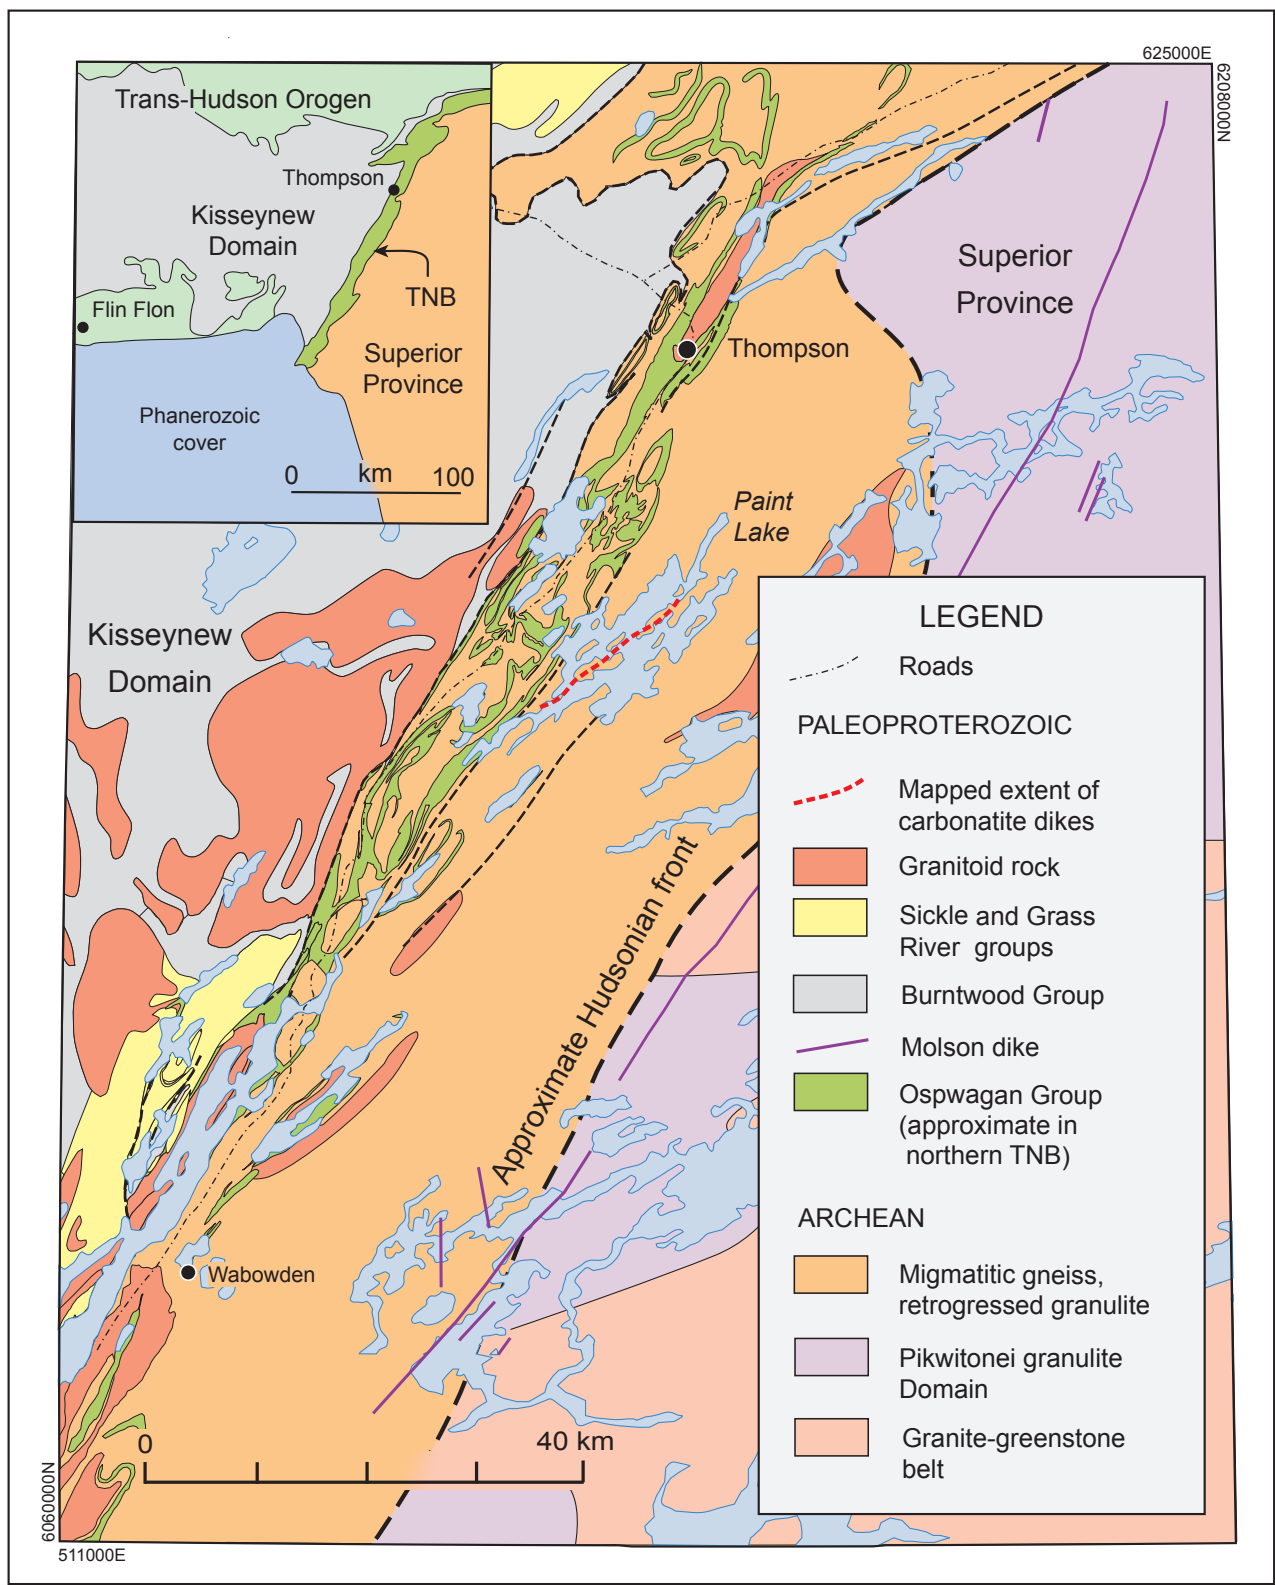 625000E
6208000N
Trans-Hudson Orogen
Thompson
Kisseynew
Domain
TNB
Flin Flon
Superior
Province
Phanerozoic
cover
0 km 100
Superior
Province
Thompson
Paint
Lake
Kisseynew
Domain
Approximate Hudsonian front
Wabowden
0 40 km
6060000N
511000E
LEGEND
Roads
PALEOPROTEROZOIC
Mapped extent of
carbonatite dikes
Granitoid rock
Sickle and Grass
River groups
Burntwood Group
Molson dike
Ospwagan Group
(approximate in
northern TNB)
ARCHEAN
Migmatitic gneiss,
retrogressed granulite
Pikwitonei granulite
Domain
Granite-greenstone
belt